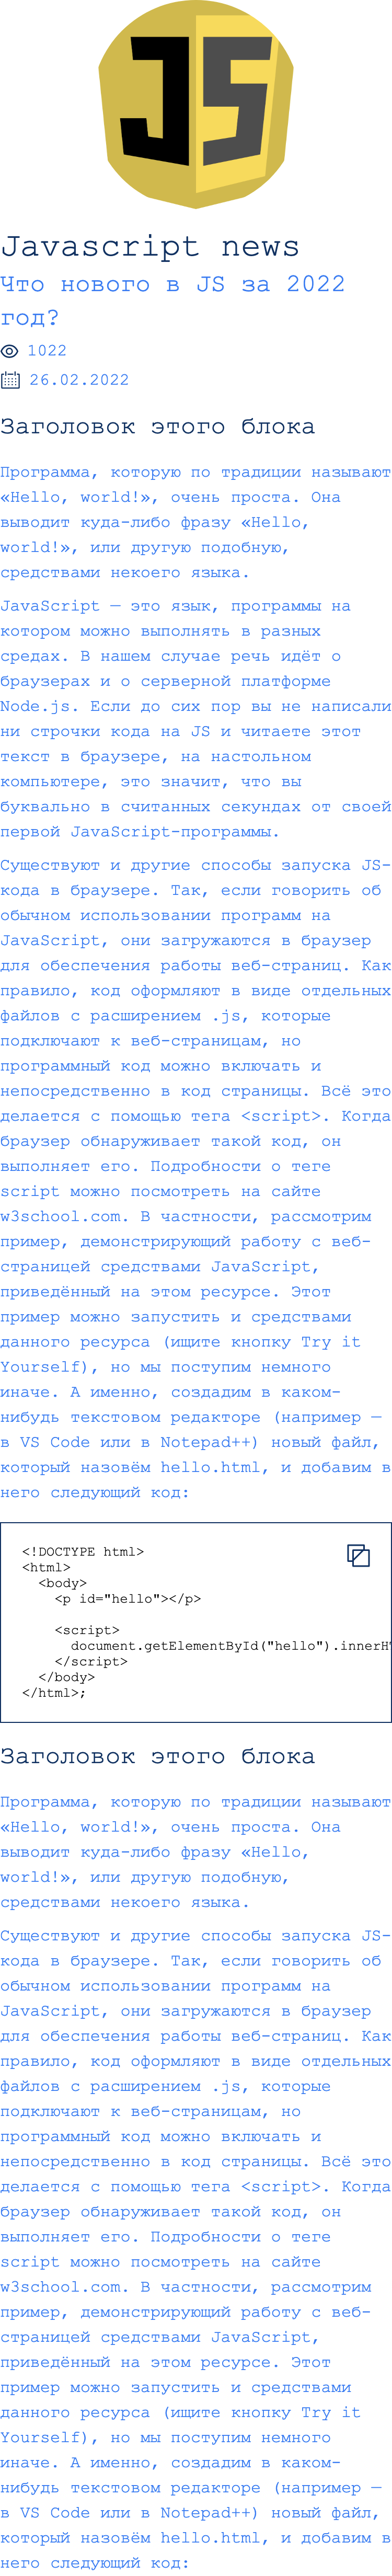 JS
Javascript news
Что нового в JS за 2022
год?
1022
26.02.2022
Заголовок этого блока
Программа, которую по традиции называют
«Hello, world!», очень проста. Она
выводит куда-либо фразу «Hello,
world!», или другую подобную,
средствами некоего языка.
JavaScript — это язык, программы на
котором можно выполнять в разных
средах. В нашем случае речь идёт о
браузерах и о серверной платформе
Node.js. Если до сих пор вы не написали
ни строчки кода на JS и читаете этот
текст в браузере, на настольном
компьютере, это значит, что вы
буквально в считанных секундах от своей
первой JavaScript-программы.
Существуют и другие способы запуска JS-
кода в браузере. Так, если говорить об
обычном использовании программ на
JavaScript, они загружаются в браузер
для обеспечения работы веб-страниц. Как
правило, код оформляют в виде отдельных
файлов с расширением .js, которые
подключают к веб-страницам, но
программный код можно включать и
непосредственно в код страницы. Всё это
делается с помощью тега <script>. Когда
браузер обнаруживает такой код, он
выполняет его. Подробности о теге
script можно посмотреть на сайте
w3school.com. В частности, рассмотрим
пример, демонстрирующий работу с веб-
страницей средствами JavaScript,
приведённый на этом ресурсе. Этот
пример можно запустить и средствами
данного ресурса (ищите кнопку Try it
Yourself), но мы поступим немного
иначе. А именно, создадим в каком-
нибудь текстовом редакторе (например —
в VS Code или в Notepad++) новый файл,
который назовём hello.html, и добавим в
него следующий код:
<!DOCTYPE html>
<html>
<body>
<p id="hello"></p>
<script>
document.getElementById("hello").innerH
</script>
</body>
</html>;
Заголовок этого блока
Программа, которую по традиции называют
«Hello, world!», очень проста. Она
выводит куда-либо фразу «Hello,
world!», или другую подобную,
средствами некоего языка.
Существуют и другие способы запуска JS-
кода в браузере. Так, если говорить об
обычном использовании программ на
JavaScript, они загружаются в браузер
для обеспечения работы веб-страниц. Как
правило, код оформляют в виде отдельных
файлов с расширением .js, которые
подключают к веб-страницам, но
программный код можно включать и
непосредственно в код страницы. Всё это
делается с помощью тега <script>. Когда
браузер обнаруживает такой код, он
выполняет его. Подробности о теге
script можно посмотреть на сайте
w3school.com. В частности, рассмотрим
пример, демонстрирующий работу с веб-
страницей средствами JavaScript,
приведённый на этом ресурсе. Этот
пример можно запустить и средствами
данного ресурса (ищите кнопку Try it
Yourself), но мы поступим немного
иначе. А именно, создадим в каком-
нибудь текстовом редакторе (например —
в VS Code или в Notepad++) новый файл,
который назовём hello.html, и добавим в
него следующий код: